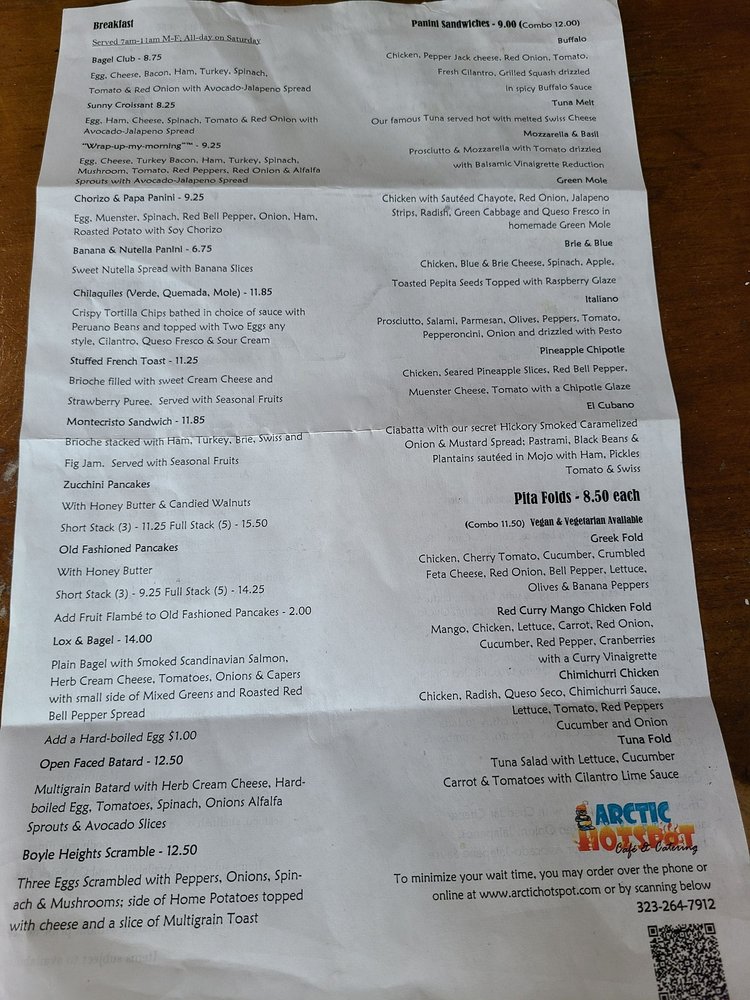 Breakfast
Served 7am-11am M-F; All-day on Saturday
Bagel Club - 8.75
Egg, Cheese, Bacon, Ham, Turkey, Spinach,
Tomato & Red Onion with Avocado-Jalapeno Spread
Sunny Croissant 8.25
Egg, Ham, Cheese, Spinach, Tomato & Red Onion with
Avocado-Jalapeno Spread
"Wrap-up-my-morning"™ - 9.25
Egg, Cheese, Turkey Bacon, Ham, Turkey, Spinach,
Mushroom, Tomato, Red Peppers, Red Onion & Alfalfa
Sprouts with Avocado-Jalapeno Spread
Chorizo & Papa Panini - 9.25
Egg, Muenster, Spinach, Red Bell Pepper, Onion, Ham,
Roasted Potato with Soy Chorizo
Banana & Nutella Panini - 6.75
Sweet Nutella Spread with Banana Slices
Chilaquiles (Verde, Quemada, Mole) - 11.85
Crispy Tortilla Chips bathed in choice of sauce with
Peruano Beans and topped with Two Eggs any
style, Cilantro, Queso Fresco & Sour Cream
Stuffed French Toast - 11.25
Brioche filled with sweet Cream Cheese and
Strawberry Puree. Served with Seasonal Fruits
Montecristo Sandwich - 11.85
Brioche stacked with Ham, Turkey, Brie, Swiss and
Fig Jam. Served with Seasonal Fruits
Zucchini Pancakes
With Honey Butter & Candied Walnuts
Short Stack (3) - 11.25 Full Stack (5) - 15.50
Old Fashioned Pancakes
With Honey Butter
Short Stack (3) - 9.25 Full Stack (5) - 14.25
Add Fruit Flambé to Old Fashioned Pancakes - 2.00
Lox & Bagel - 14.00
Plain Bagel with Smoked Scandinavian Salmon,
Herb Cream Cheese, Tomatoes, Onions & Capers
with small side of Mixed Greens and Roasted Red
Bell Pepper Spread
Add a Hard-boiled Egg $1.00
Open Faced Batard - 12.50
Multigrain Batard with Herb Cream Cheese, Hard-
boiled Egg, Tomatoes, Spinach, Onions Alfalfa
Sprouts & Avocado Slices
Boyle Heights Scramble - 12.50
Three Eggs Scrambled with Peppers, Onions, Spin-
ach & Mushrooms; side of Home Potatoes topped
with cheese and a slice of Multigrain Toast
Panini Sandwiches - 9.00 (Combo 12.00)
Buffalo
Chicken, Pepper Jack cheese, Red Onion, Tomato,
Fresh Cilantro, Grilled Squash drizzled
in spicy Buffalo Sauce
Tuna Melt
Our famous Tuna served hot with melted Swiss Cheese
Mozzarella & Basil
Prosciutto & Mozzarella with Tomato drizzled
with Balsamic Vinaigrette Reduction
Green Mole
Chicken with Sautéed Chayote, Red Onion, Jalapeno
Strips, Radish, Green Cabbage and Queso Fresco in
homemade Green Mole
Brie & Blue
Chicken, Blue & Brie Cheese, Spinach, Apple,
Toasted Pepita Seeds Topped with Raspberry Glaze
Italiano
Prosciutto, Salami, Parmesan, Olives, Peppers, Tomato,
Pepperoncini, Onion and drizzled with Pesto
Pineapple Chipotle
Chicken, Seared Pineapple Slices, Red Bell Pepper,
Muenster Cheese, Tomato with a Chipotle Glaze
El Cubano
Ciabatta with our secret Hickory Smoked Caramelized
Onion & Mustard Spread; Pastrami, Black Beans &
Plantains sautéed in Mojo with Ham, Pickles
Tomato & Swiss
Pita Folds - 8.50 each
(Combo 11.50) Vegan & Vegetarian Available
Greek Fold
Chicken, Cherry Tomato, Cucumber, Crumbled
Feta Cheese, Red Onion, Bell Pepper, Lettuce,
Olives & Banana Peppers
Red Curry Mango Chicken Fold
Mango, Chicken, Lettuce, Carrot, Red Onion,
Cucumber, Red Pepper, Cranberries
with a Curry Vinaigrette
Chimichurri Chicken
Chicken, Radish, Queso Seco, Chimichurri Sauce,
Lettuce, Tomato, Red Peppers
Cucumber and Onion
Tuna Fold
Tuna Salad with Lettuce, Cucumber
Carrot & Tomatoes with Cilantro Lime Sauce
ARCTIC
HOTSPOT
Café & Catering
To minimize your wait time, you may order over the phone or
online at www.arctichotspot.com or by scanning below
323-264-7912